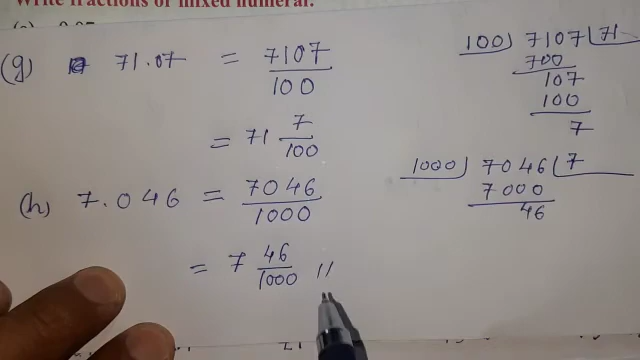 Write fractions or mixed numeral.
(g) 71.07 = 7107/100
= 71 7/100
(h) 7.046 = 7046/1000
= 7 46/1000 //
100) 7107 (71
700
107
100
7
1000) 7046 (7
7000
46